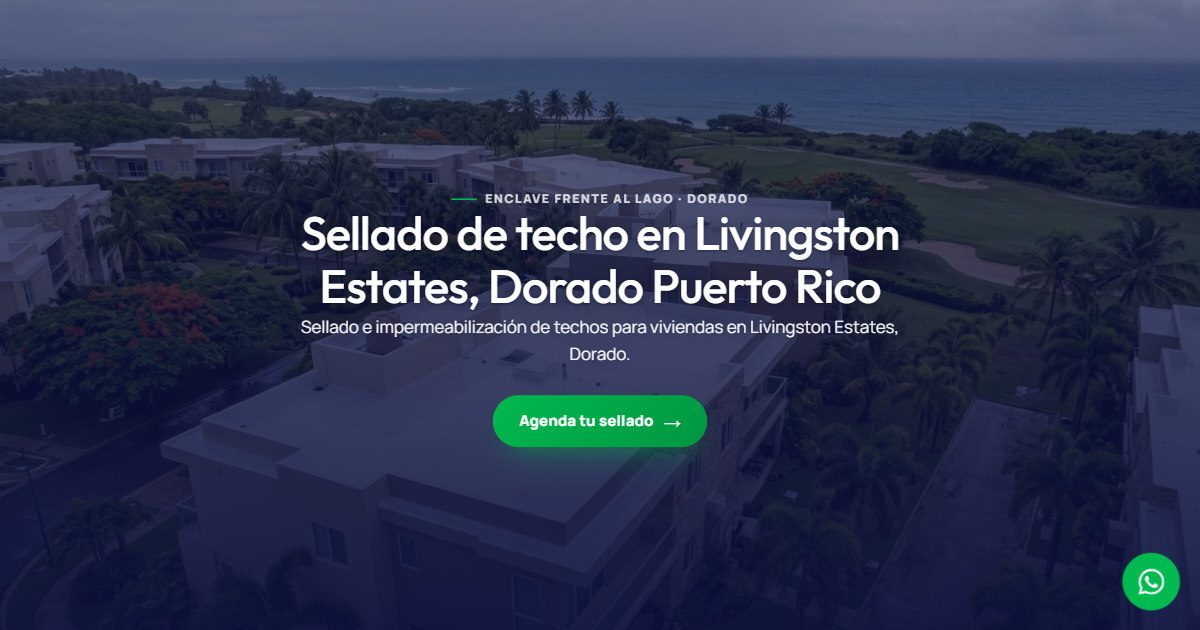 ENCLAVE FRENTE AL LAGO · DORADO
Sellado de techo en Livingston
Estates, Dorado Puerto Rico
Sellado e impermeabilización de techos para viviendas en Livingston Estates,
Dorado.
Agenda tu sellado →